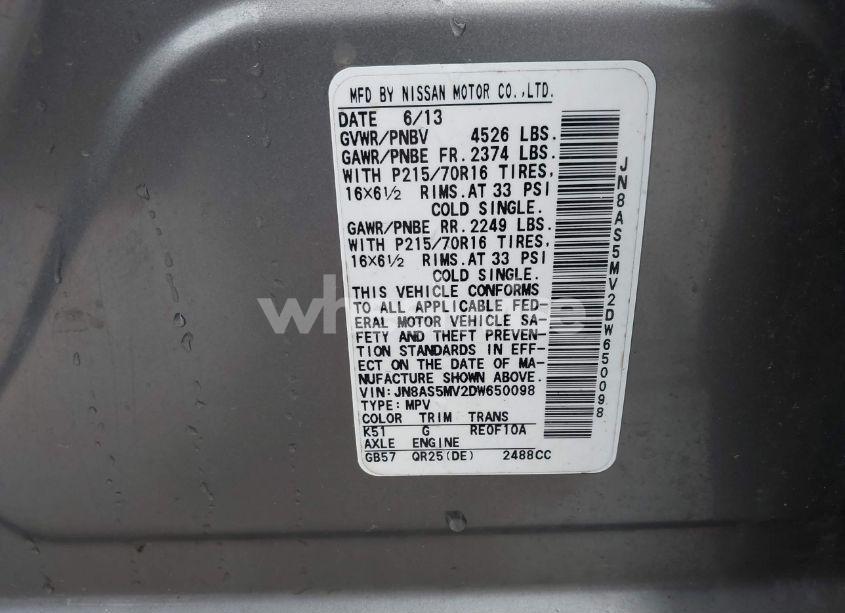 MFD BY NISSAN MOTOR CO.,LTD.
DATE 6/13
GVWR/PNBV 4526 LBS.
GAWR/PNBE FR. 2374 LBS.
WITH P215/70R16 TIRES,
16X6½ RIMS. AT 33 PSI
COLD SINGLE.
GAWR/PNBE RR. 2249 LBS.
WITH P215/70R16 TIRES,
16X6½ RIMS. AT 33 PSI
COLD SINGLE.
THIS VEHICLE CONFORMS
TO ALL APPLICABLE FED-
ERAL MOTOR VEHICLE SA-
FETY AND THEFT PREVEN-
TION STANDARDS IN EFF-
ECT ON THE DATE OF MA-
NUFACTURE SHOWN ABOVE.
VIN: JN8AS5MV2DW650098
TYPE: MPV
COLOR TRIM TRANS
K51 G RE0F10A
AXLE ENGINE
GB57 QR25(DE) 2488CC
JN8AS5MV2DW650098